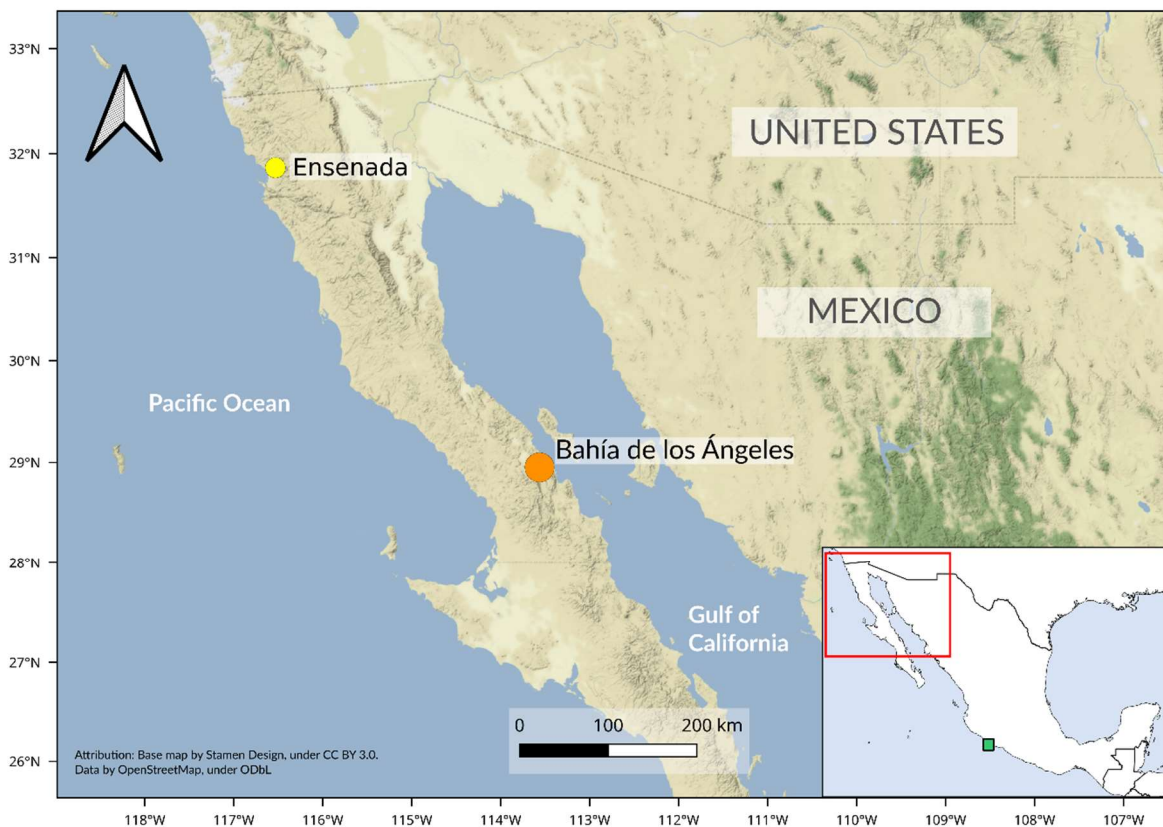 33°N
32°N
31°N
30°N
29°N
28°N
27°N
26°N
UNITED STATES
Ensenada
MEXICO
Pacific Ocean
Bahía de los Ángeles
Gulf of
California
0 100 200 km
Attribution: Base map by Stamen Design, under CC BY 3.0.
Data by OpenStreetMap, under ODbL
118°W 117°W 116°W 115°W 114°W 113°W 112°W 111°W 110°W 109°W 108°W 107°W